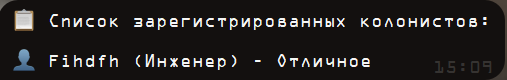 Список зарегистрированных колонистов:
Fihdfh (Инженер) - Отличное
15:09